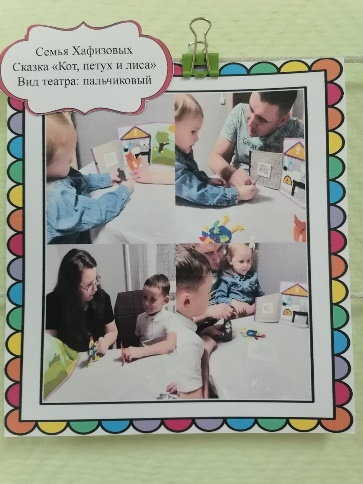 Семья Хафизовых
Сказка «Кот, петух и лиса»
Вид театра: пальчиковый